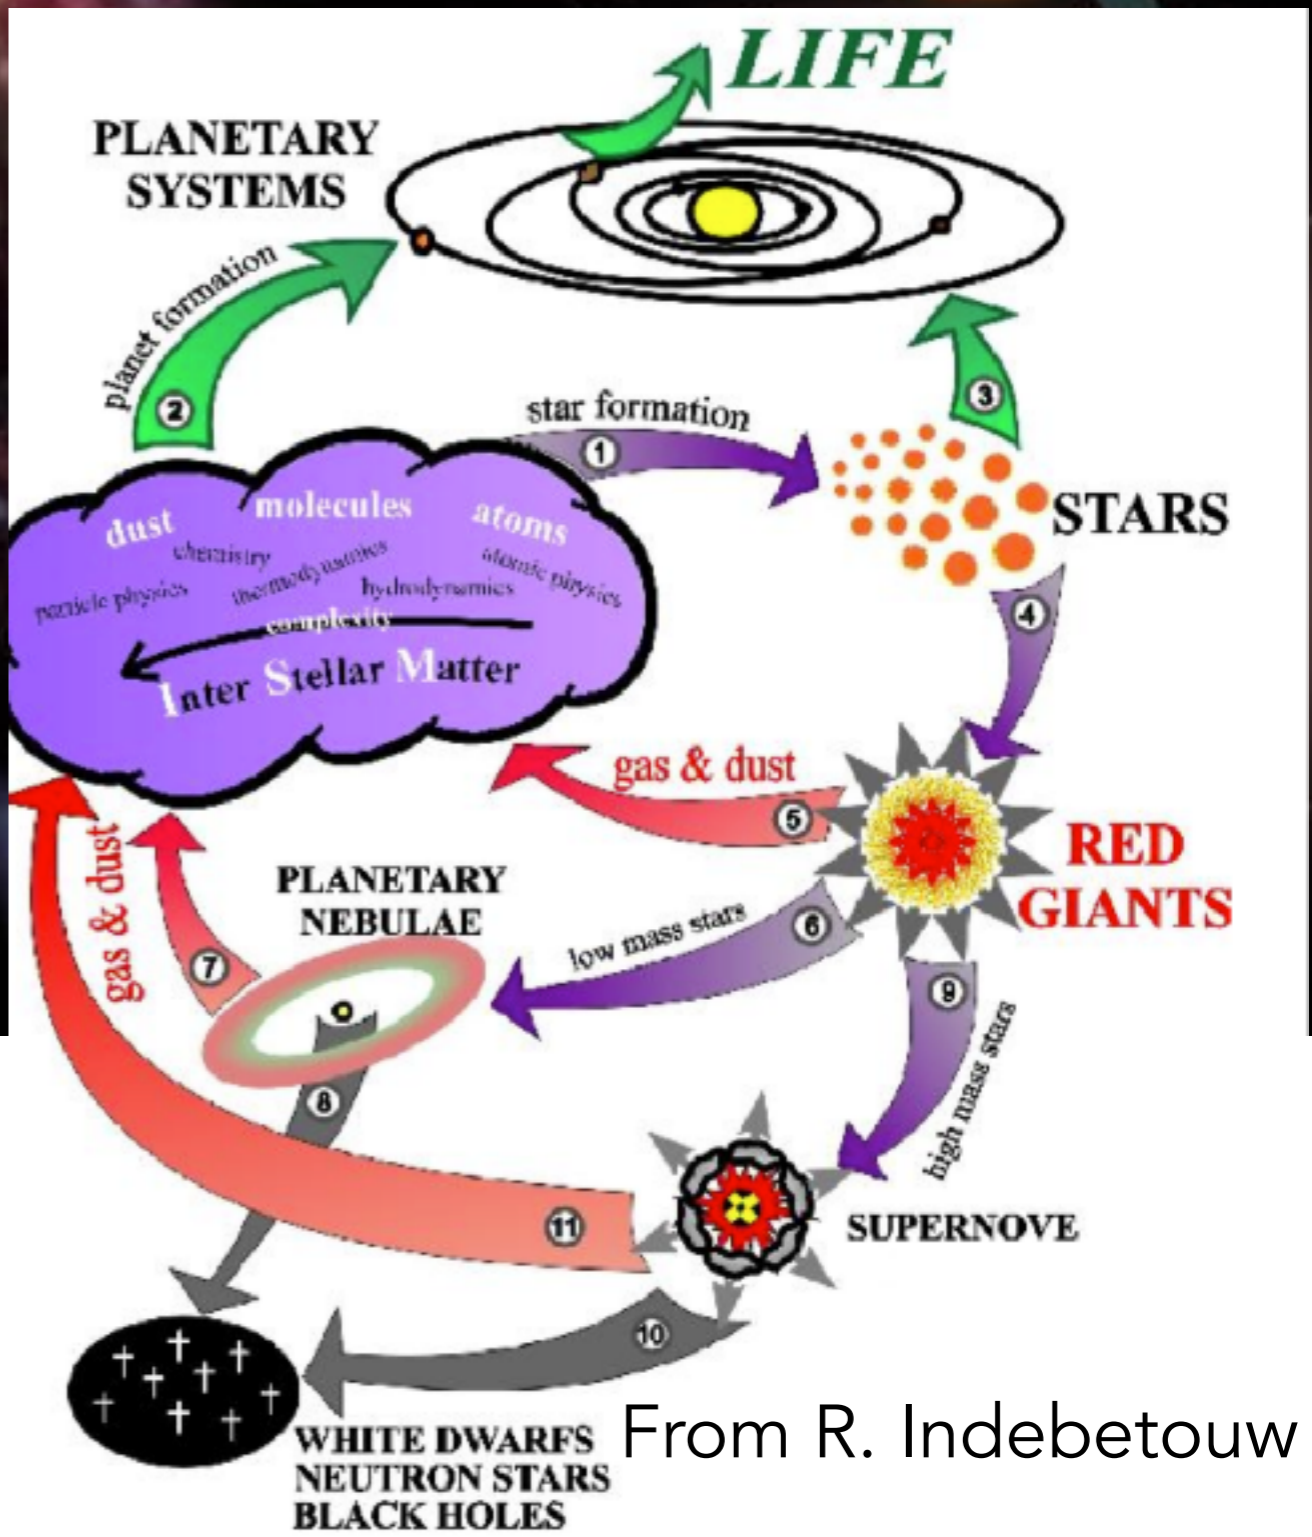 LIFE
PLANETARY
SYSTEMS
planet formation
2
star formation
1
3
STARS
dust
molecules
atoms
chemistry
thermodynamics
atomic physics
particle physics
hydrodynamics
complexity
Inter Stellar Matter
4
gas & dust
5
RED
GIANTS
PLANETARY
NEBULAE
low mass stars
6
gas & dust
7
8
9
high mass stars
SUPERNOVE
11
10
WHITE DWARFS
NEUTRON STARS
BLACK HOLES
From R. Indebetouw